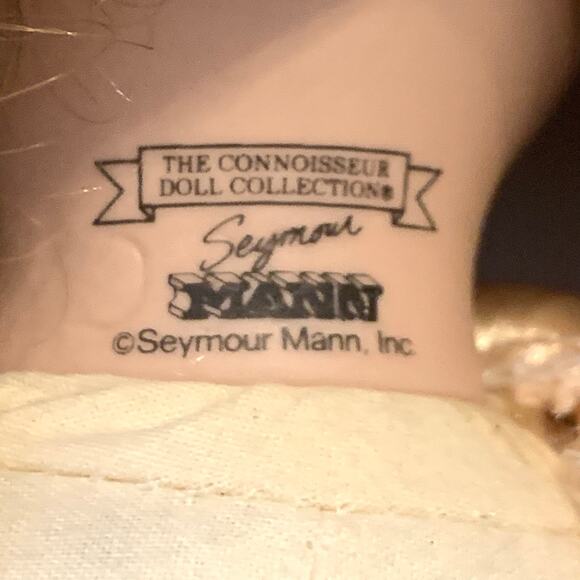 THE CONNOISSEUR
DOLL COLLECTION®
Seymour
MANN
©Seymour Mann, Inc.